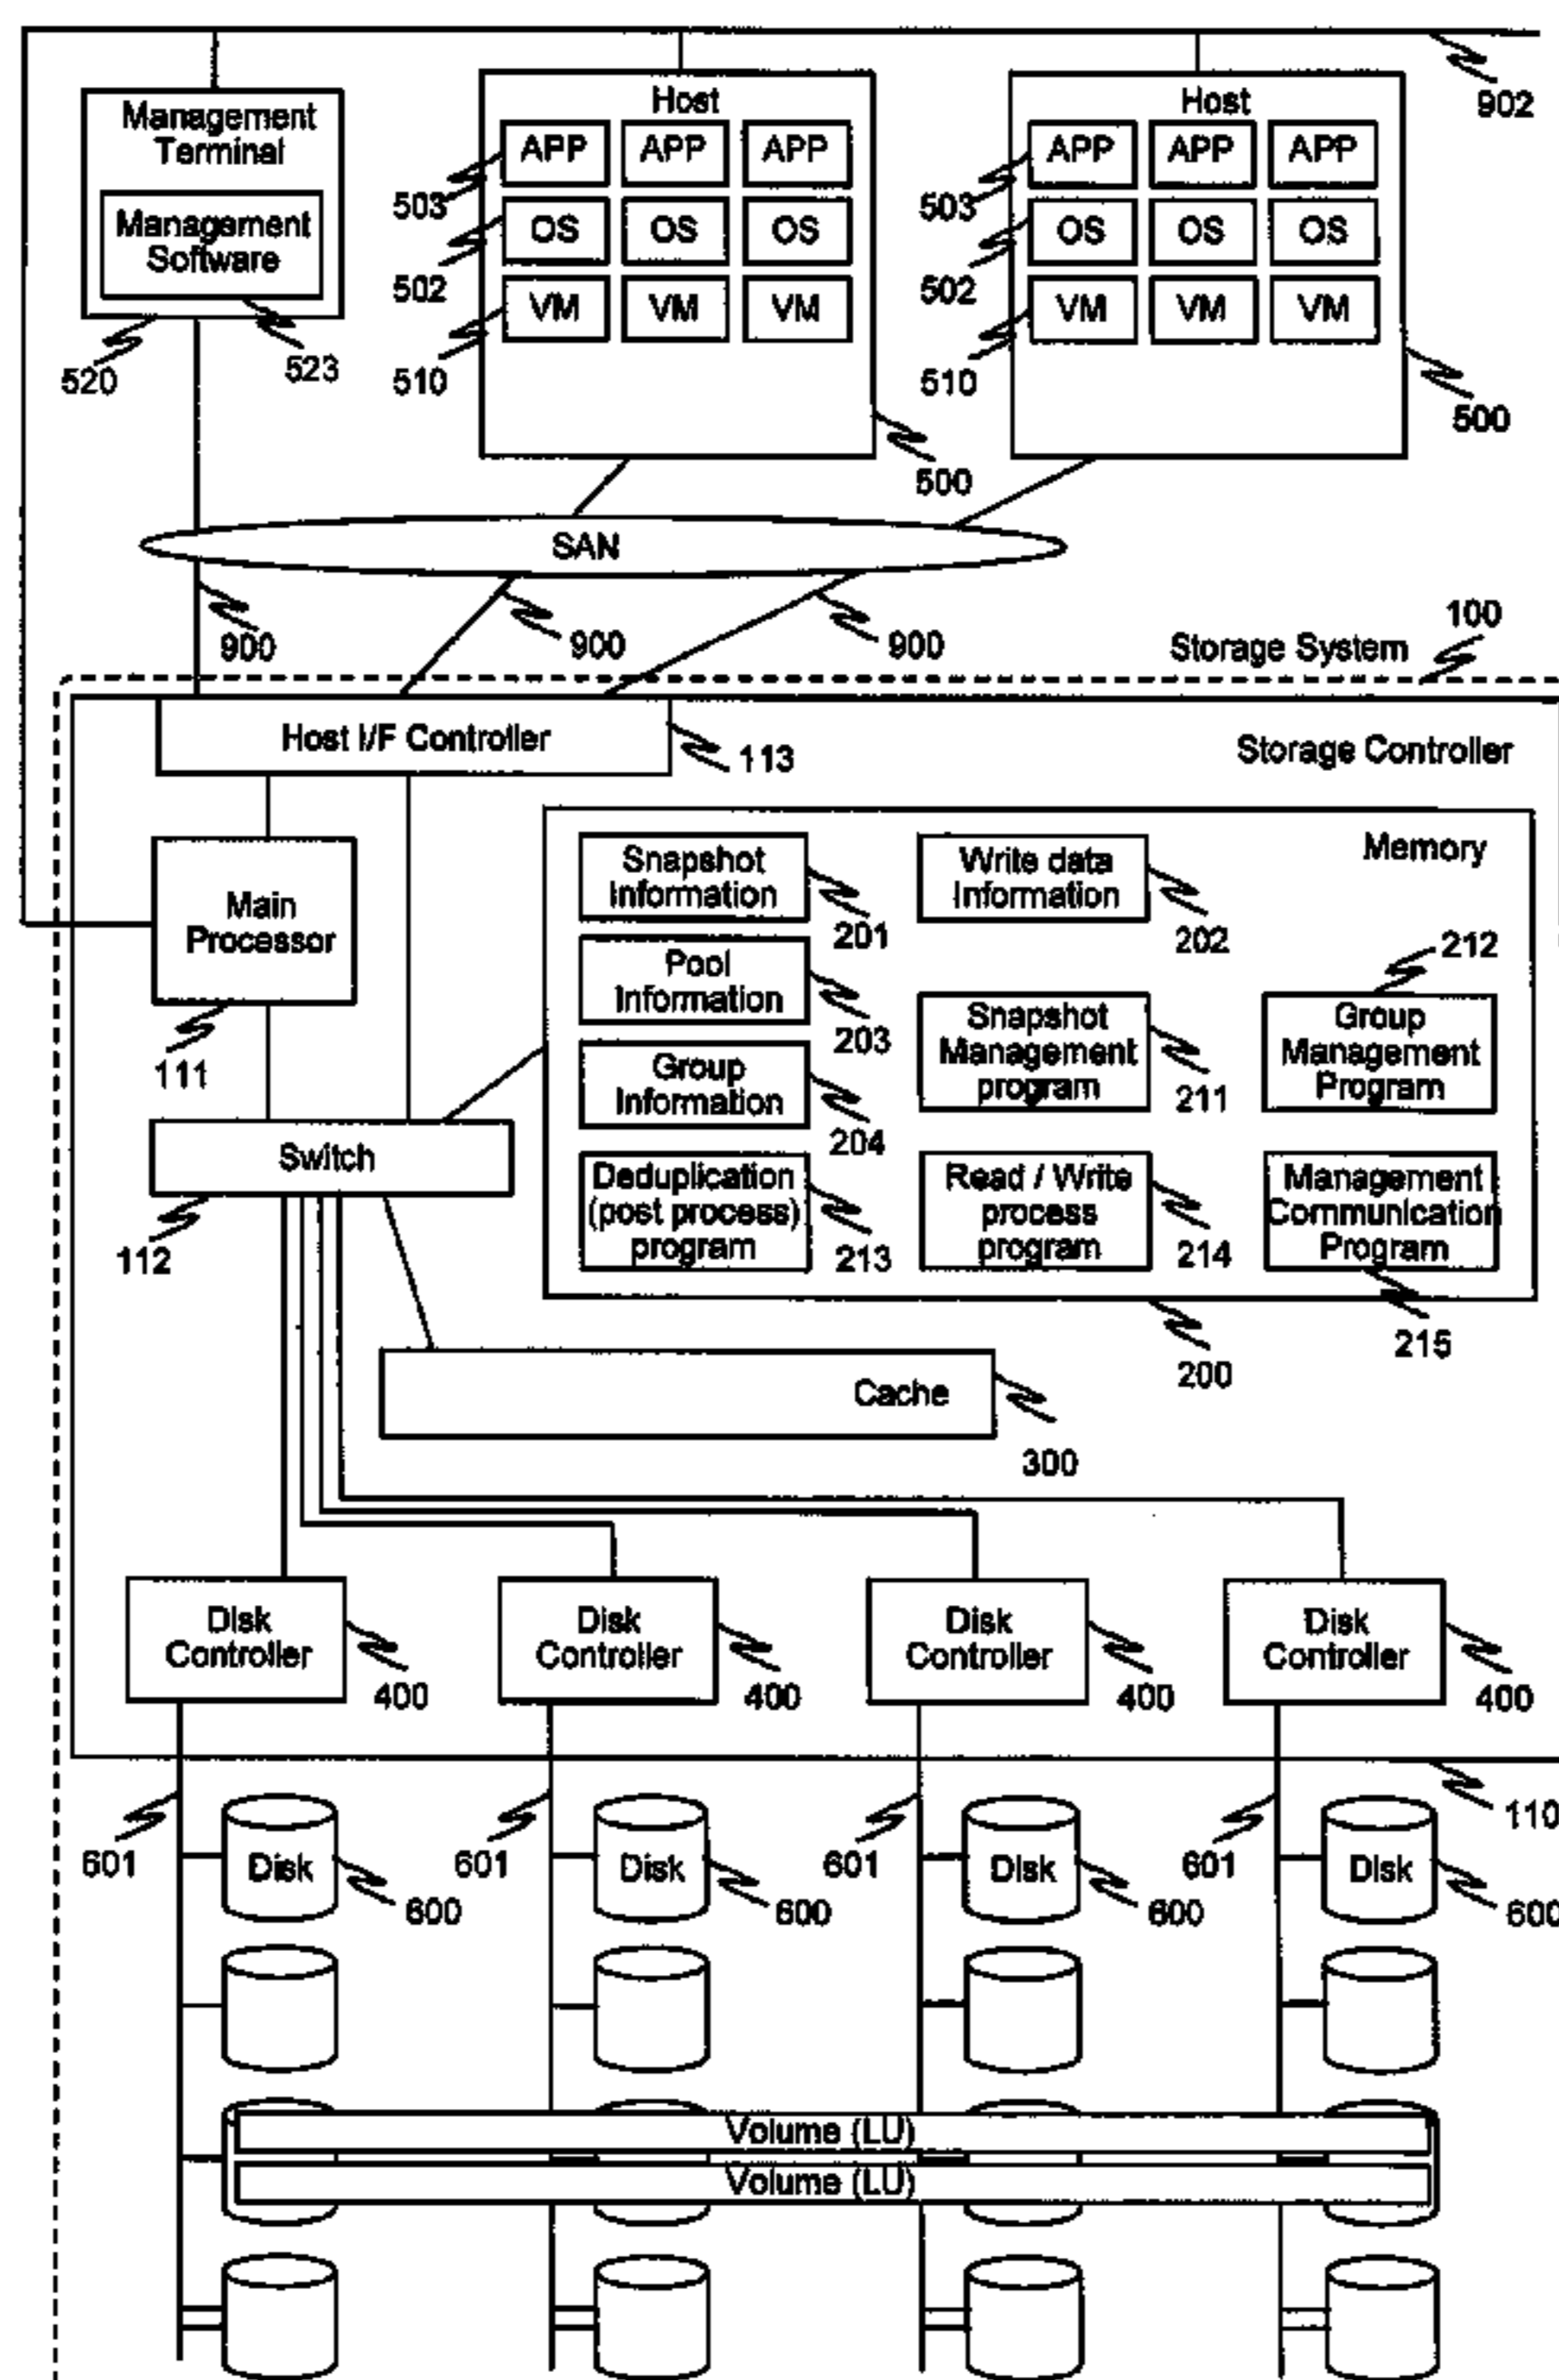 902
Management
Terminal
Management
Software
520
523
Host
APP APP APP
OS OS OS
VM VM VM
503
502
510
500
Host
APP APP APP
OS OS OS
VM VM VM
503
502
510
500
SAN
900
900
900
Storage System
100
Host I/F Controller
113
Storage Controller
Main
Processor
111
Memory
Snapshot
Information
201
Write data
Information
202
Pool
Information
203
Snapshot
Management
program
211
212
Group
Management
Program
Group
Information
204
Deduplication
(post process)
program
213
Read / Write
process
program
214
Management
Communication
Program
215
200
Switch
112
Cache
300
Disk
Controller
400
Disk
Controller
400
Disk
Controller
400
Disk
Controller
400
110
601
Disk
600
601
Disk
600
601
Disk
600
601
Disk
600
Volume (LU)
Volume (LU)